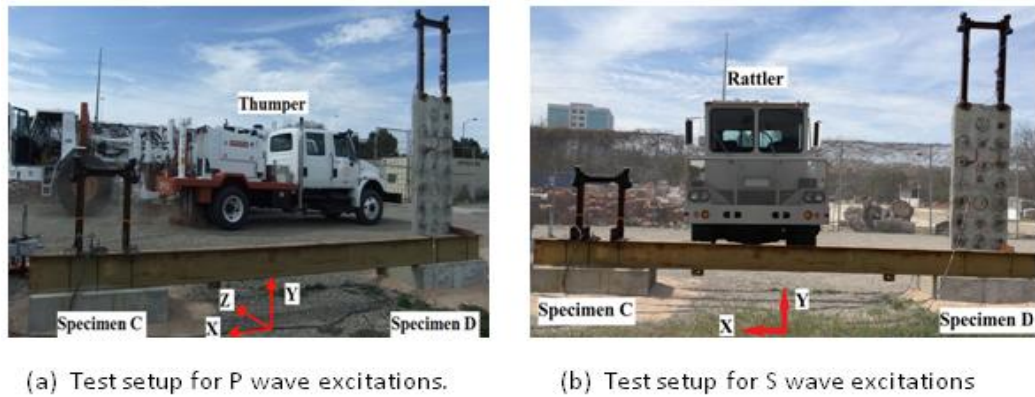 Thumper
Z
Y
X
Specimen C
Specimen D
Rattler
Y
X
Specimen C
Specimen D
(a) Test setup for P wave excitations.
(b) Test setup for S wave excitations